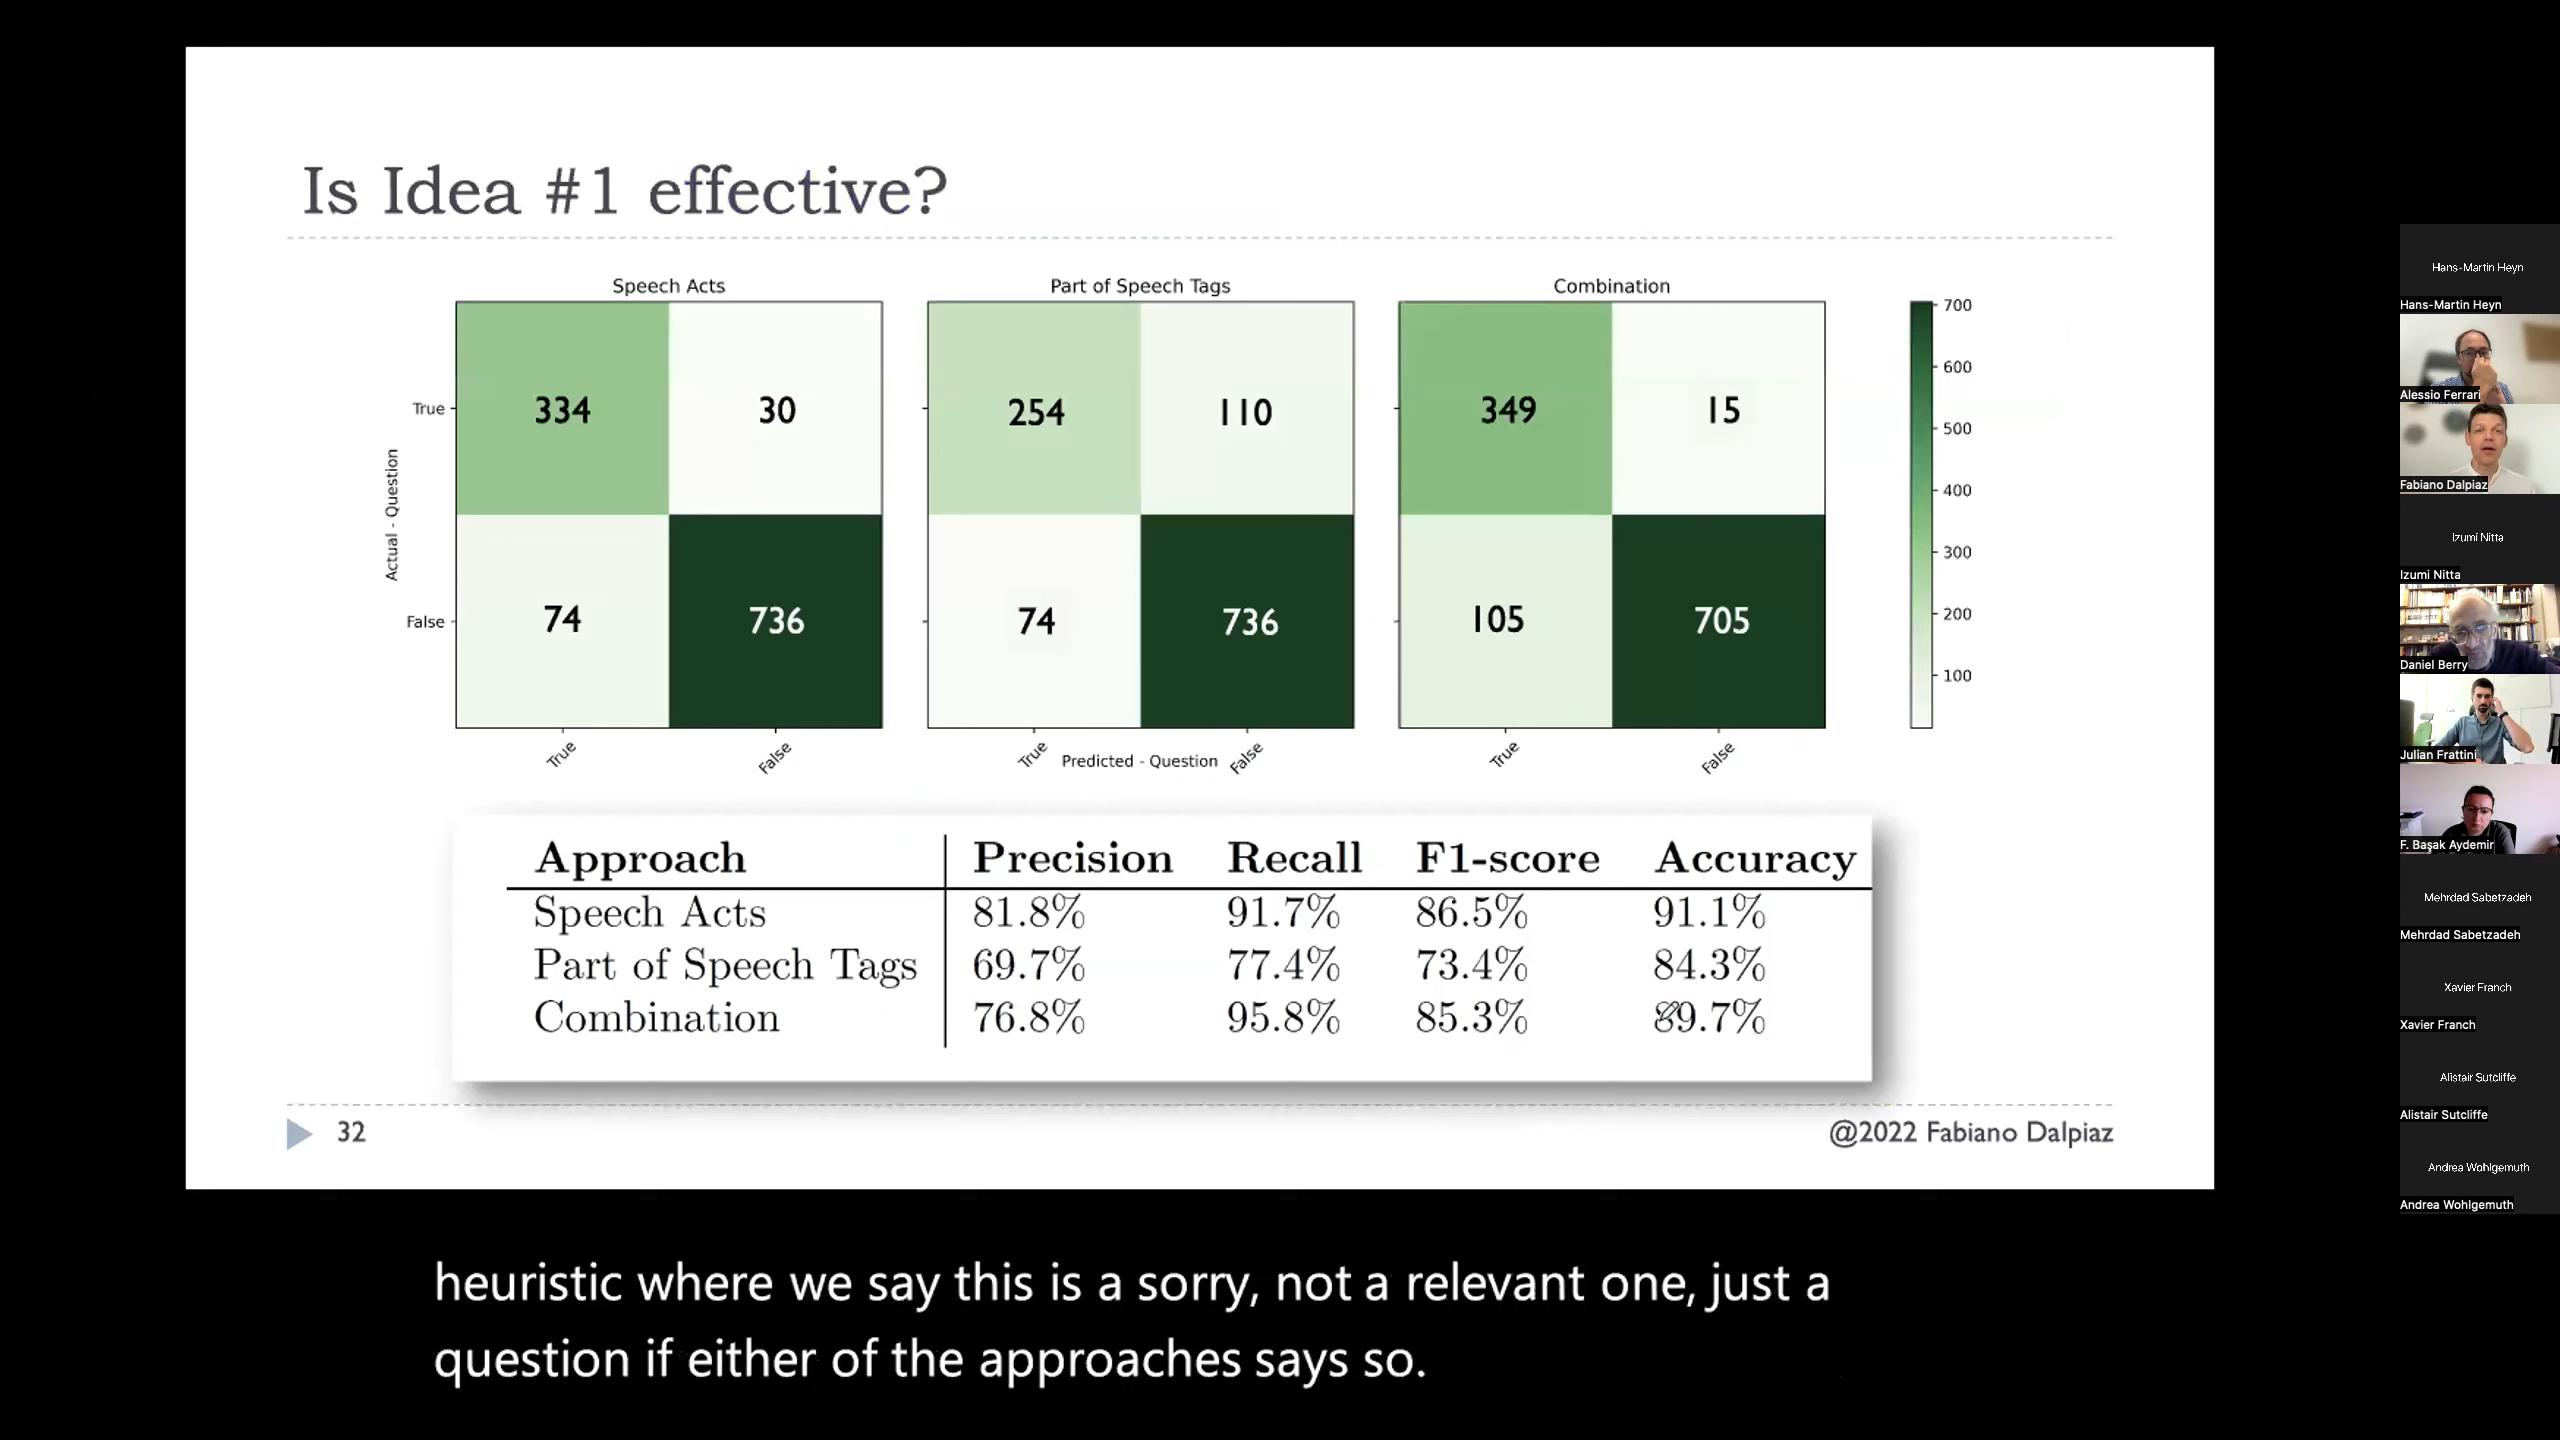 Is Idea #1 effective?
Speech Acts
Part of Speech Tags
Combination
Actual - Question
True
False
334 30
74 736
254 110
74 736
349 15
105 705
700
600
500
400
300
200
100
True False
True Predicted - Question False
True False
Approach Precision Recall F1-score Accuracy
Speech Acts 81.8% 91.7% 86.5% 91.1%
Part of Speech Tags 69.7% 77.4% 73.4% 84.3%
Combination 76.8% 95.8% 85.3% 89.7%
32
@2022 Fabiano Dalpiaz
heuristic where we say this is a sorry, not a relevant one, just a
question if either of the approaches says so.
Hans-Martin Heyn
Hans-Martin Heyn
Alessio Ferrari
Fabiano Dalpiaz
Izumi Nitta
Izumi Nitta
Daniel Berry
Julian Frattini
F. Başak Aydemir
Mehrdad Sabetzadeh
Mehrdad Sabetzadeh
Xavier Franch
Xavier Franch
Alistair Sutcliffe
Alistair Sutcliffe
Andrea Wohlgemuth
Andrea Wohlgemuth